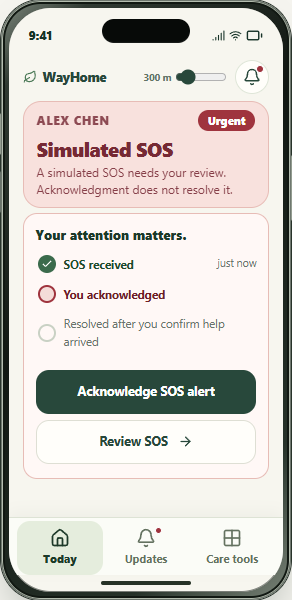 9:41
WayHome
300 m
ALEX CHEN
Urgent
Simulated SOS
A simulated SOS needs your review.
Acknowledgment does not resolve it.
Your attention matters.
SOS received
just now
You acknowledged
Resolved after you confirm help
arrived
Acknowledge SOS alert
Review SOS →
Today
Updates
Care tools